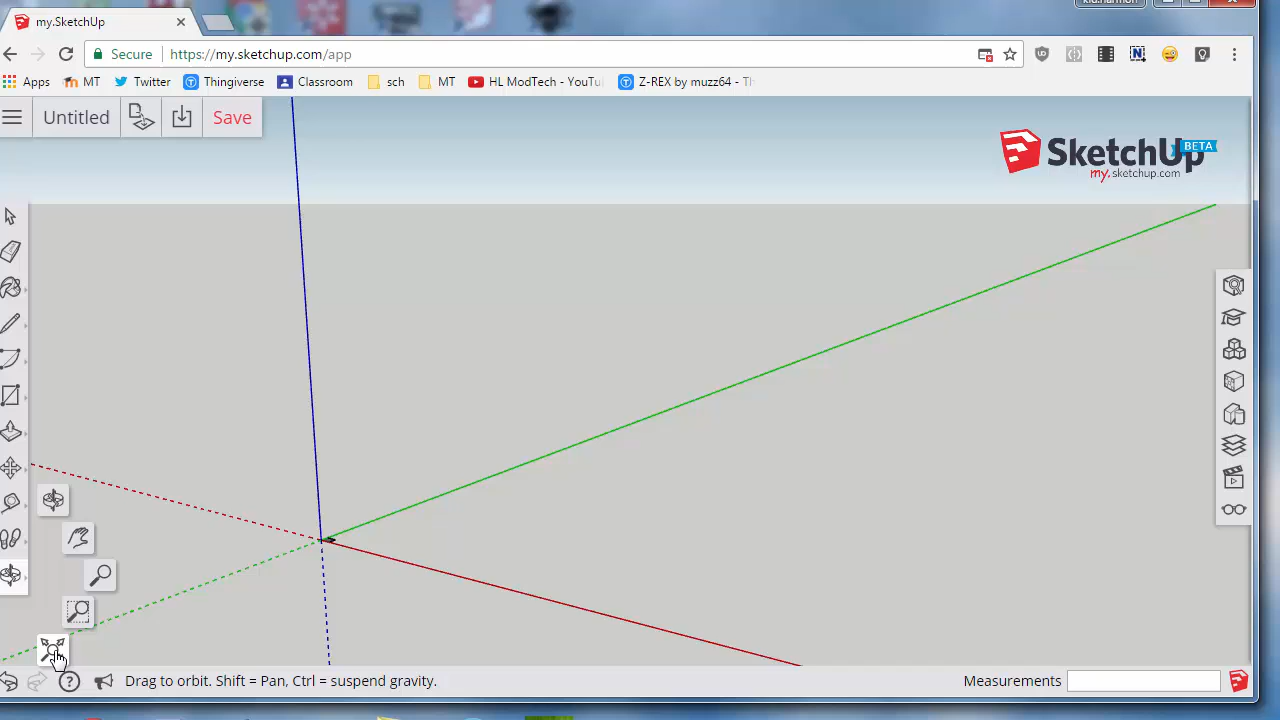 my.SketchUp
Secure https://my.sketchup.com/app
Apps MT Twitter Thingiverse Classroom sch MT HL ModTech - YouTu Z-REX by muzz64 - Th
Untitled Save
SketchUp BETA
my.sketchup.com
Drag to orbit. Shift = Pan, Ctrl = suspend gravity. Measurements